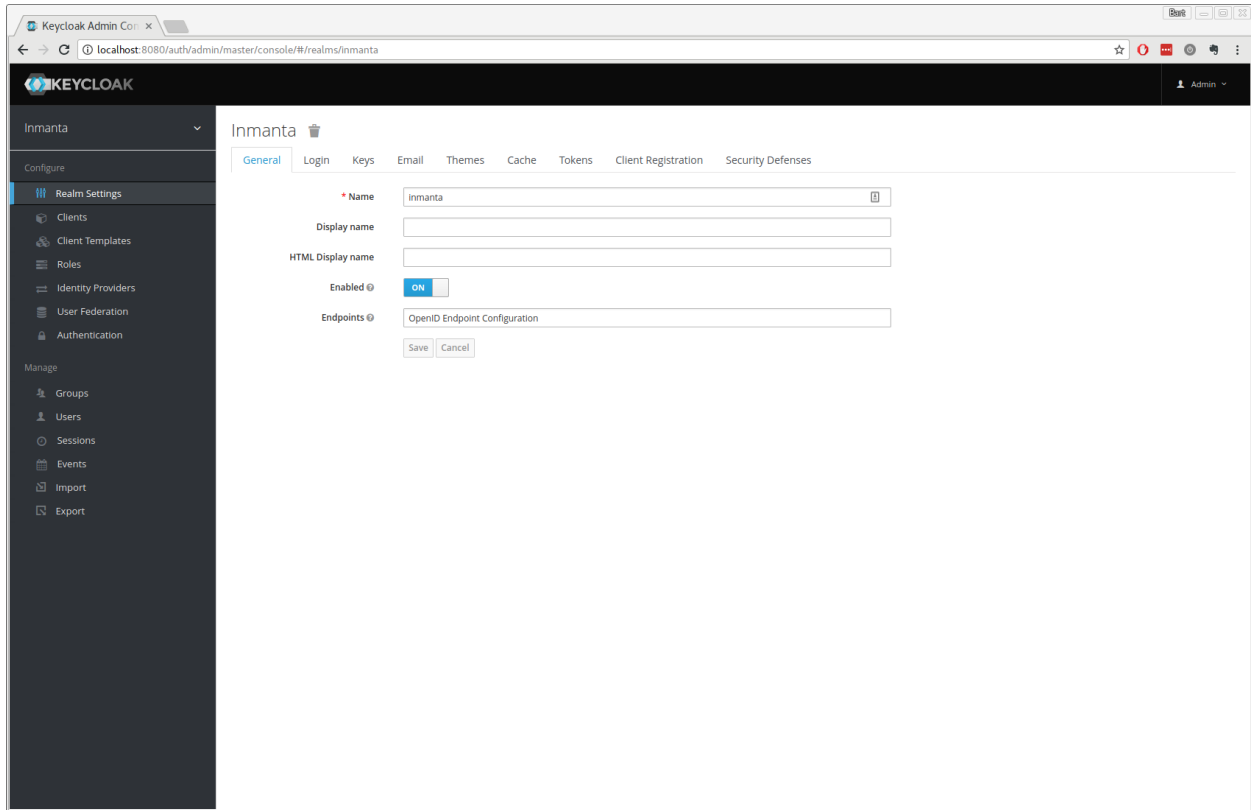 Keycloak Admin Con
Bart
localhost:8080/auth/admin/master/console/#/realms/inmanta
KEYCLOAK
Admin
Inmanta
Configure
Realm Settings
Clients
Client Templates
Roles
Identity Providers
User Federation
Authentication
Manage
Groups
Users
Sessions
Events
Import
Export
Inmanta
General Login Keys Email Themes Cache Tokens Client Registration Security Defenses
* Name inmanta
Display name
HTML Display name
Enabled ON
Endpoints OpenID Endpoint Configuration
Save Cancel